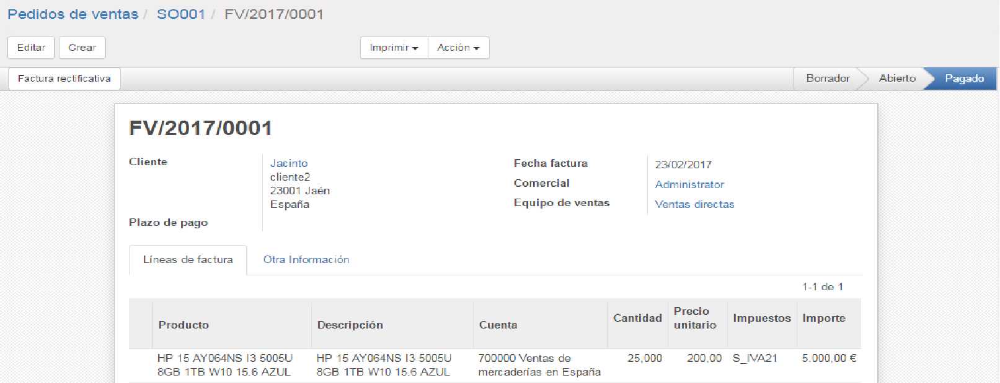 Pedidos de ventas / SO001 / FV/2017/0001
Editar Crear Imprimir Acción
Factura rectificativa Borrador Abierto Pagado
FV/2017/0001
Cliente
Jacinto
cliente2
23001 Jaén
España
Plazo de pago
Fecha factura 23/02/2017
Comercial Administrator
Equipo de ventas Ventas directas
Líneas de factura Otra Información
1-1 de 1
Producto Descripción Cuenta Cantidad Precio unitario Impuestos Importe
HP 15 AY064NS I3 5005U HP 15 AY064NS I3 5005U 700000 Ventas de 25,000 200,00 S_IVA21 5.000,00 €
8GB 1TB W10 15.6 AZUL 8GB 1TB W10 15.6 AZUL mercaderías en España